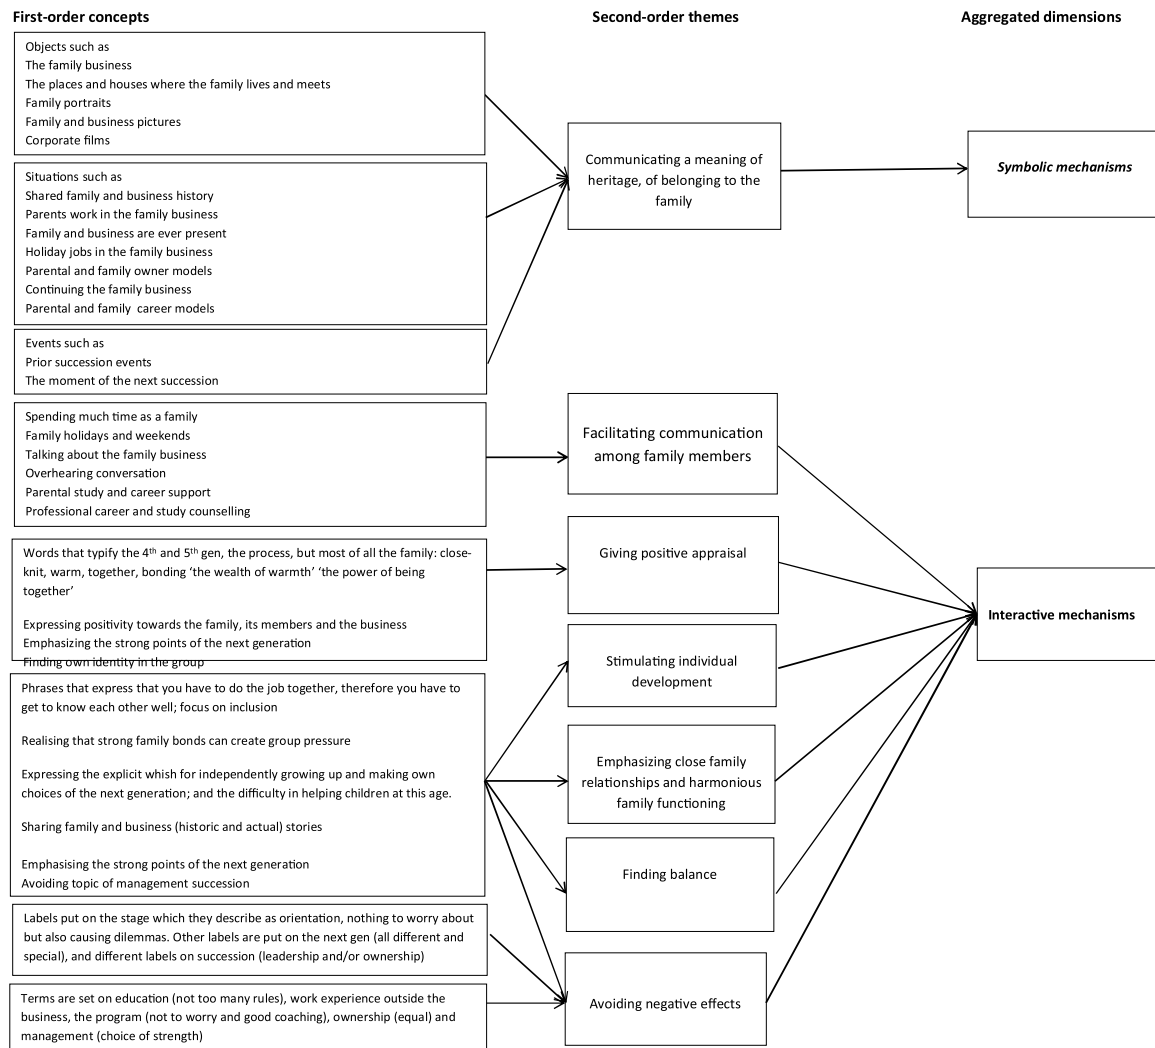 First-order concepts
Second-order themes
Aggregated dimensions
Objects such as
The family business
The places and houses where the family lives and meets
Family portraits
Family and business pictures
Corporate films
Situations such as
Shared family and business history
Parents work in the family business
Family and business are ever present
Holiday jobs in the family business
Parental and family owner models
Continuing the family business
Parental and family  career models
Events such as
Prior succession events
The moment of the next succession
Communicating a meaning of
heritage, of belonging to the
family
Symbolic mechanisms
Spending much time as a family
Family holidays and weekends
Talking about the family business
Overhearing conversation
Parental study and career support
Professional career and study counselling
Facilitating communication
among family members
Words that typify the 4th and 5th gen, the process, but most of all the family: close-
knit, warm, together, bonding ‘the wealth of warmth’ ‘the power of being
together’
Expressing positivity towards the family, its members and the business
Emphasizing the strong points of the next generation
Finding own identity in the group
Giving positive appraisal
Phrases that express that you have to do the job together, therefore you have to
get to know each other well; focus on inclusion
Realising that strong family bonds can create group pressure
Expressing the explicit whish for independently growing up and making own
choices of the next generation; and the difficulty in helping children at this age.
Sharing family and business (historic and actual) stories
Emphasising the strong points of the next generation
Avoiding topic of management succession
Stimulating individual
development
Emphasizing close family
relationships and harmonious
family functioning
Finding balance
Interactive mechanisms
Labels put on the stage which they describe as orientation, nothing to worry about
but also causing dilemmas. Other labels are put on the next gen (all different and
special), and different labels on succession (leadership and/or ownership)
Terms are set on education (not too many rules), work experience outside the
business, the program (not to worry and good coaching), ownership (equal) and
management (choice of strength)
Avoiding negative effects